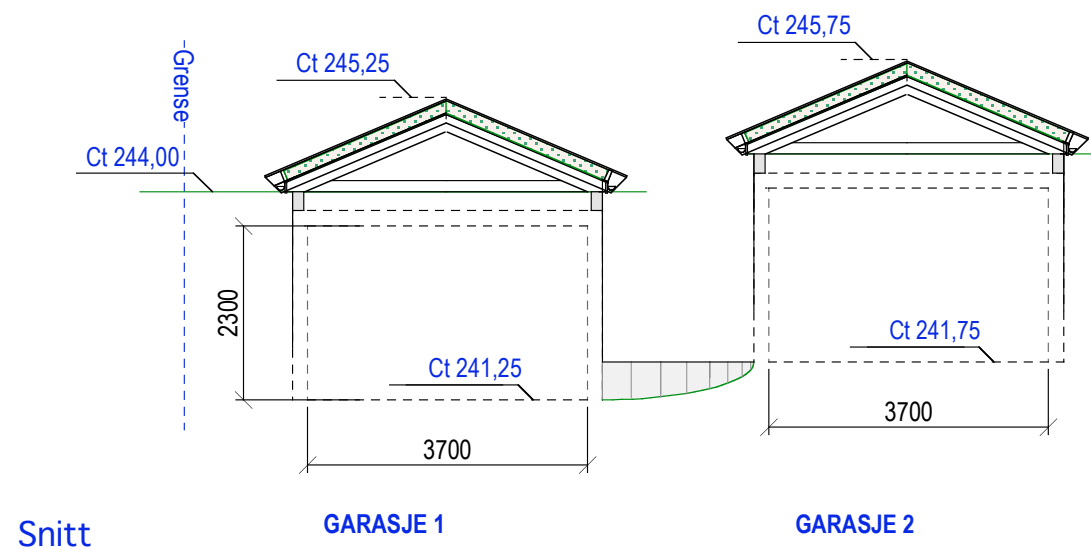 Ct 245,75
Grense
Ct 245,25
Ct 244,00
2300
Ct 241,75
Ct 241,25
3700
3700
GARASJE 1
GARASJE 2
Snitt